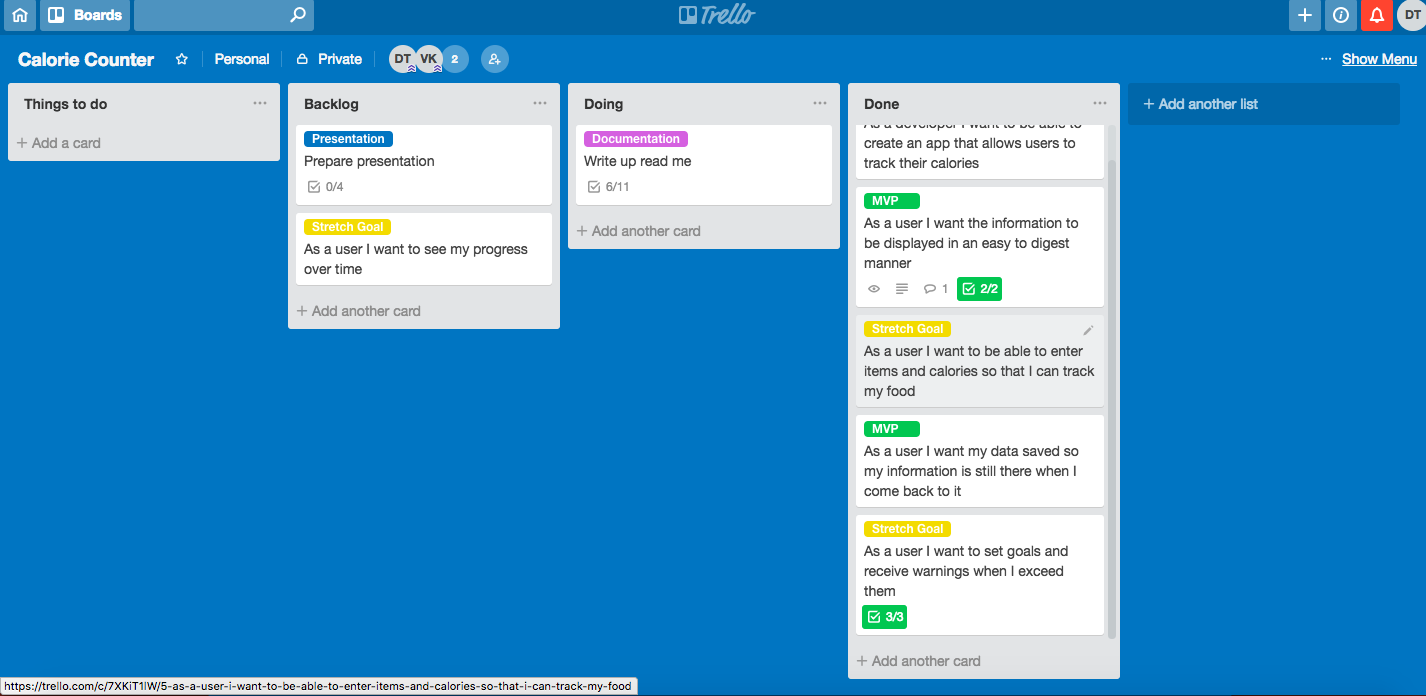 Boards
Trello
DT
Calorie Counter
Personal
Private
DT
VK
2
... Show Menu
Things to do
+ Add a card
Backlog
Presentation
Prepare presentation
0/4
Stretch Goal
As a user I want to see my progress
over time
+ Add another card
Doing
Documentation
Write up read me
6/11
+ Add another card
Done
As a developer I want to be able to
create an app that allows users to
track their calories
MVP
As a user I want the information to
be displayed in an easy to digest
manner
1
2/2
Stretch Goal
As a user I want to be able to enter
items and calories so that I can track
my food
MVP
As a user I want my data saved so
my information is still there when I
come back to it
Stretch Goal
As a user I want to set goals and
receive warnings when I exceed
them
3/3
+ Add another card
+ Add another list
https://trello.com/c/7XKiT1lW/5-as-a-user-i-want-to-be-able-to-enter-items-and-calories-so-that-i-can-track-my-food